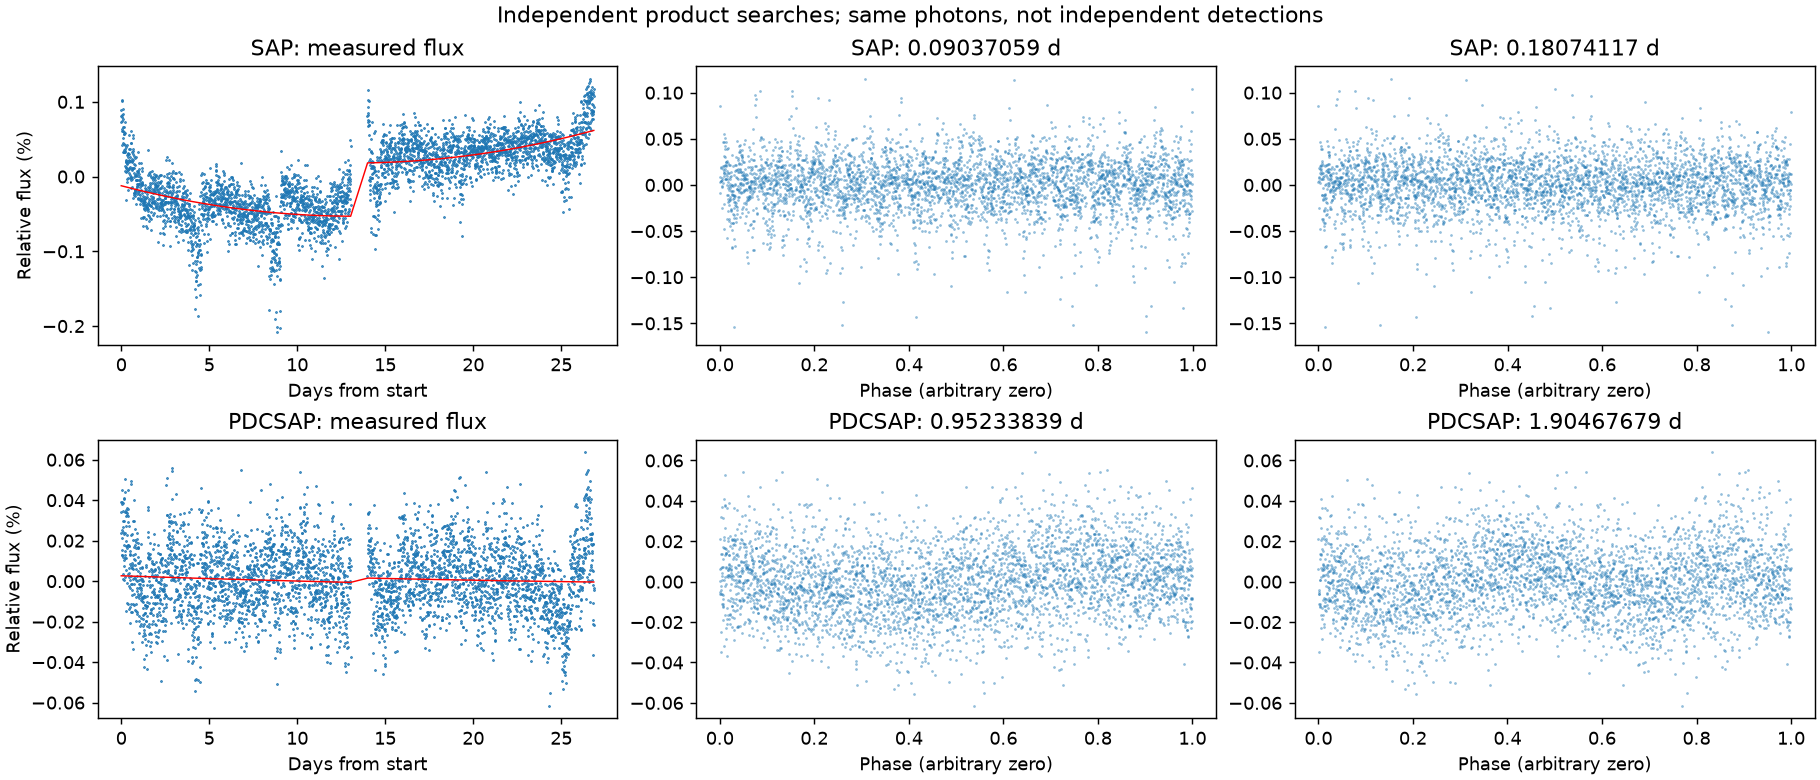 Independent product searches; same photons, not independent detections
SAP: measured flux
Relative flux (%)
0.1
0.0
−0.1
−0.2
0 5 10 15 20 25
Days from start
SAP: 0.09037059 d
0.10
0.05
0.00
−0.05
−0.10
−0.15
0.0 0.2 0.4 0.6 0.8 1.0
Phase (arbitrary zero)
SAP: 0.18074117 d
0.10
0.05
0.00
−0.05
−0.10
−0.15
0.0 0.2 0.4 0.6 0.8 1.0
Phase (arbitrary zero)
PDCSAP: measured flux
Relative flux (%)
0.06
0.04
0.02
0.00
−0.02
−0.04
−0.06
0 5 10 15 20 25
Days from start
PDCSAP: 0.95233839 d
0.06
0.04
0.02
0.00
−0.02
−0.04
−0.06
0.0 0.2 0.4 0.6 0.8 1.0
Phase (arbitrary zero)
PDCSAP: 1.90467679 d
0.06
0.04
0.02
0.00
−0.02
−0.04
−0.06
0.0 0.2 0.4 0.6 0.8 1.0
Phase (arbitrary zero)